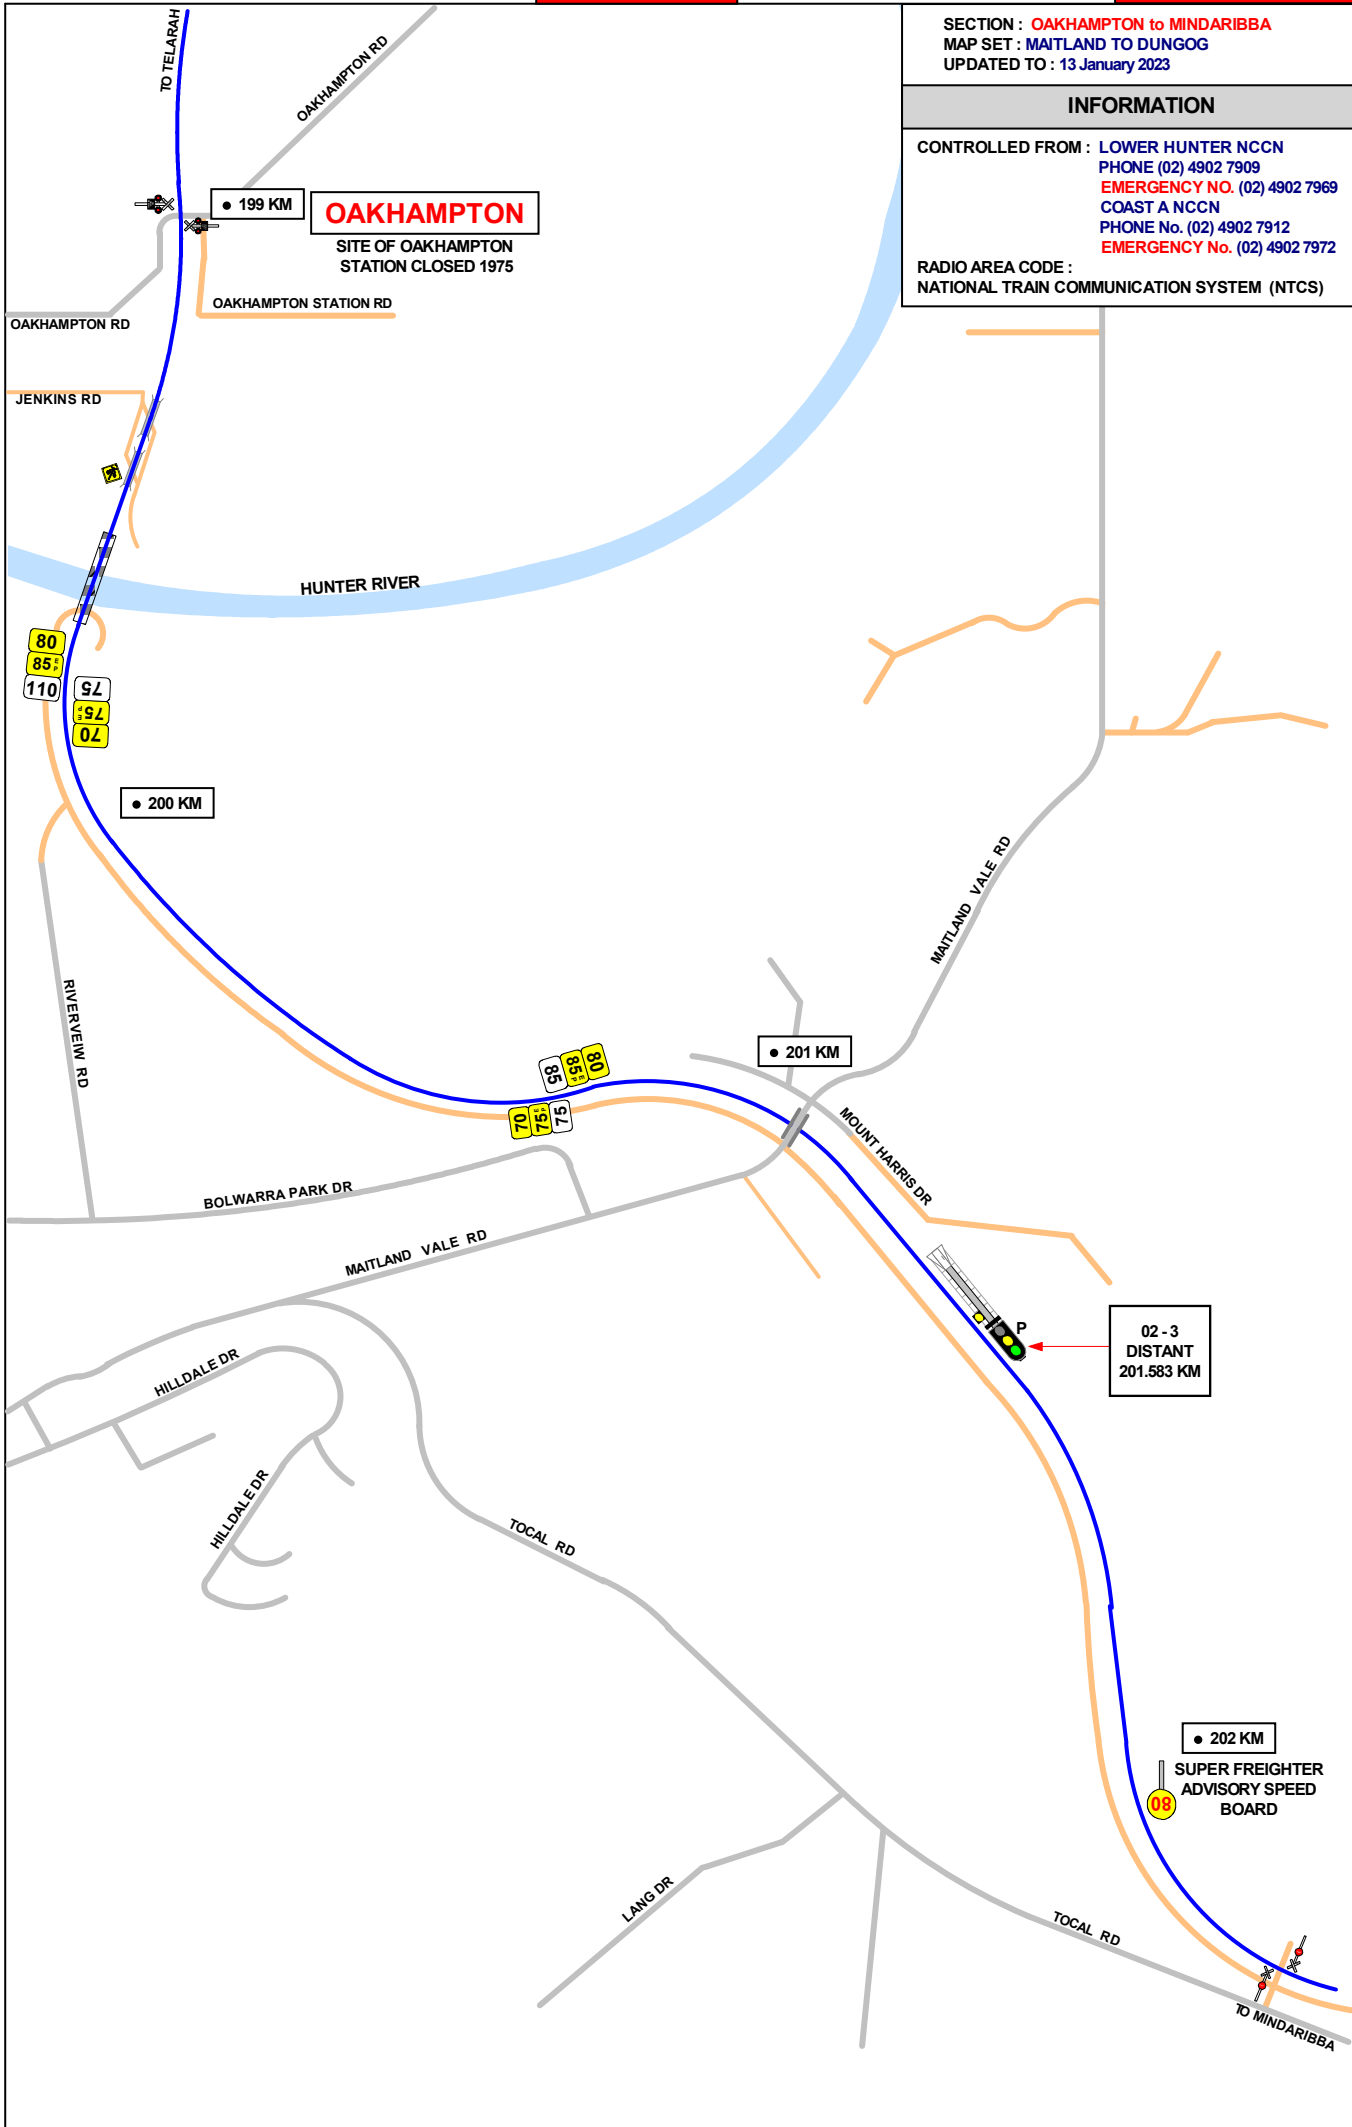 SECTION : OAKHAMPTON to MINDARIBBA
MAP SET : MAITLAND TO DUNGOG
UPDATED TO : 13 January 2023
INFORMATION
CONTROLLED FROM : LOWER HUNTER NCCN
PHONE (02) 4902 7909
EMERGENCY NO. (02) 4902 7969
COAST A NCCN
PHONE No. (02) 4902 7912
EMERGENCY No. (02) 4902 7972
RADIO AREA CODE :
NATIONAL TRAIN COMMUNICATION SYSTEM (NTCS)
TO TELARAH
OAKHAMPTON RD
• 199 KM
OAKHAMPTON
SITE OF OAKHAMPTON
STATION CLOSED 1975
OAKHAMPTON STATION RD
OAKHAMPTON RD
JENKINS RD
HUNTER RIVER
80
85 E P
110
75
75 E P
70
• 200 KM
MAITLAND VALE RD
RIVERVEIW RD
• 201 KM
85
85 E P
80
70
75 E P
75
MOUNT HARRIS DR
BOLWARRA PARK DR
MAITLAND VALE RD
P
02 - 3
DISTANT
201.583 KM
HILLDALE DR
HILLDALE DR
TOCAL RD
• 202 KM
SUPER FREIGHTER
ADVISORY SPEED
BOARD
80
LANG DR
TOCAL RD
TO MINDARIBBA